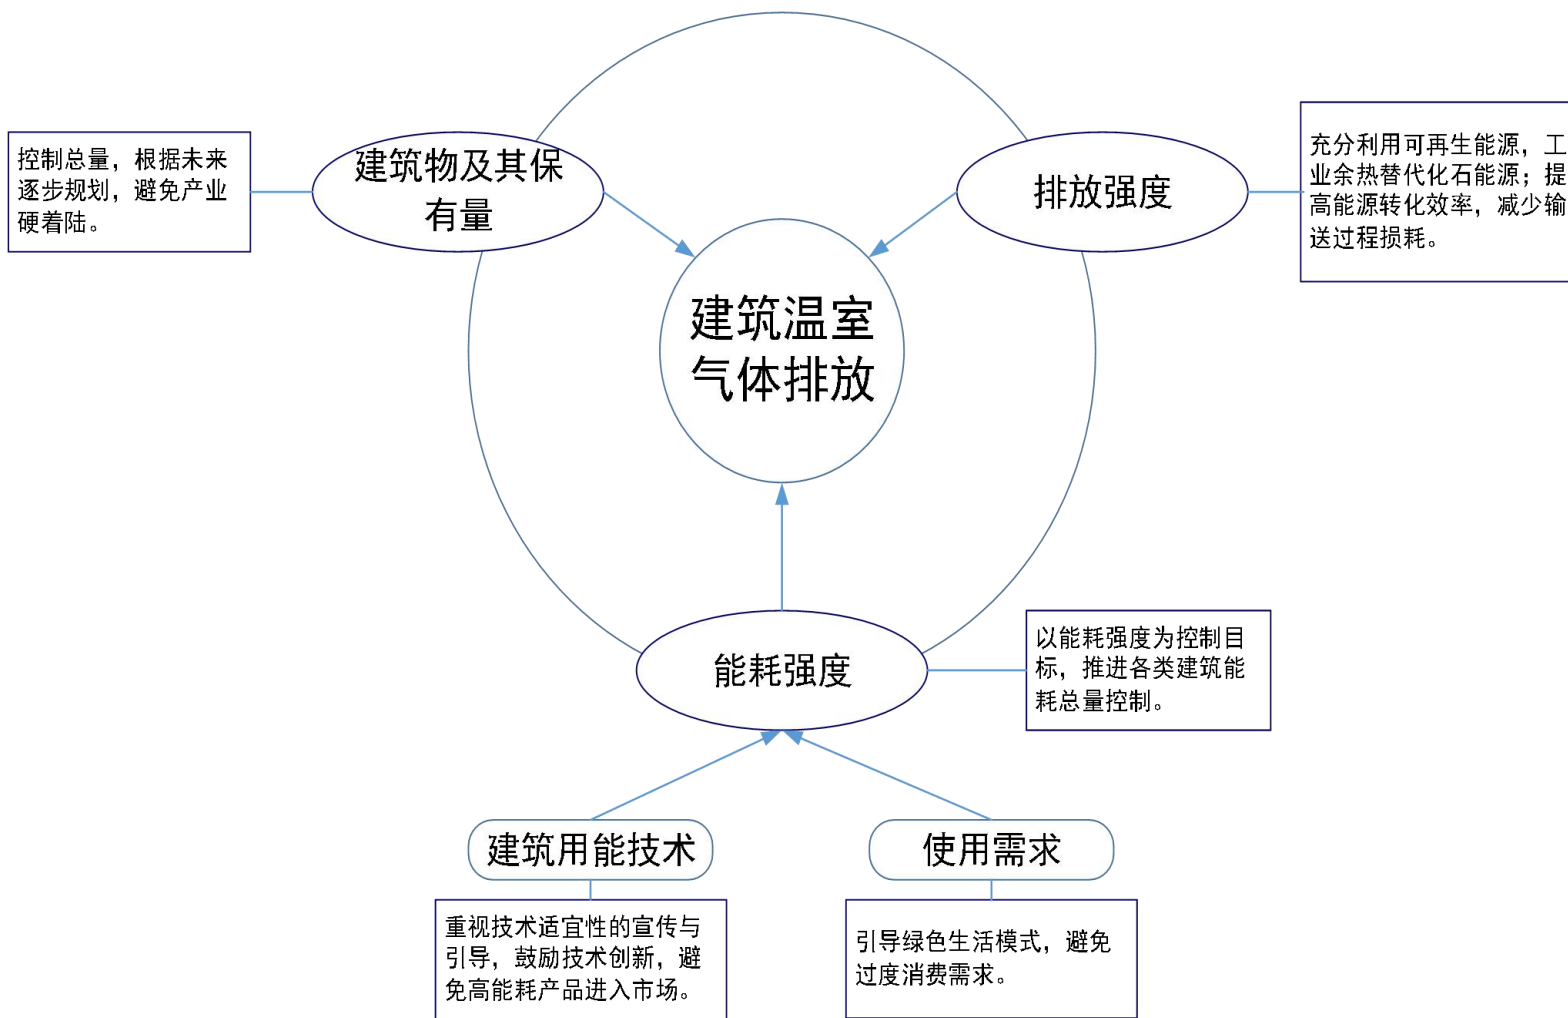 控制总量，根据未来
逐步规划，避免产业
硬着陆。
建筑物及其保
有量
排放强度
充分利用可再生能源，工
业余热替代化石能源；提
高能源转化效率，减少输
送过程损耗。
建筑温室
气体排放
能耗强度
以能耗强度为控制目
标，推进各类建筑能
耗总量控制。
建筑用能技术
使用需求
重视技术适宜性的宣传与
引导，鼓励技术创新，避
免高能耗产品进入市场。
引导绿色生活模式，避免
过度消费需求。